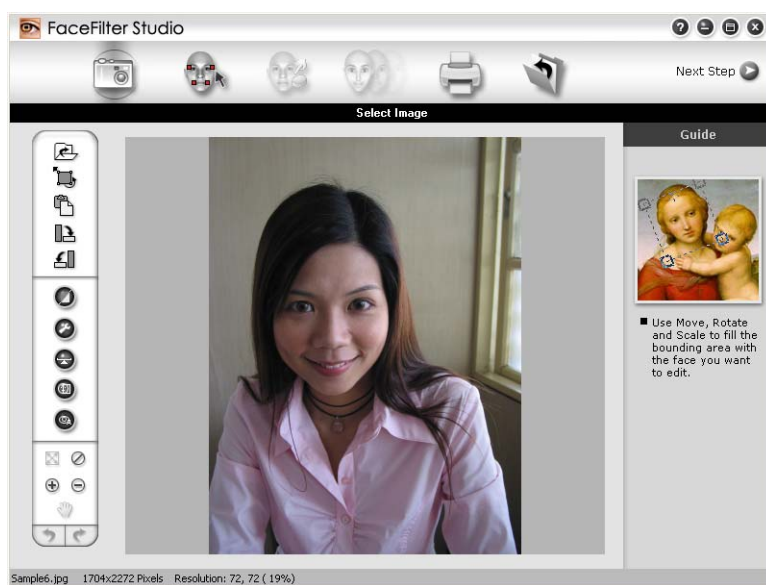 FaceFilter Studio
Next Step
Select Image
Guide
Use Move, Rotate
and Scale to fill the
bounding area with
the face you want
to edit.
Sample6.jpg 1704x2272 Pixels Resolution: 72, 72 ( 19%)